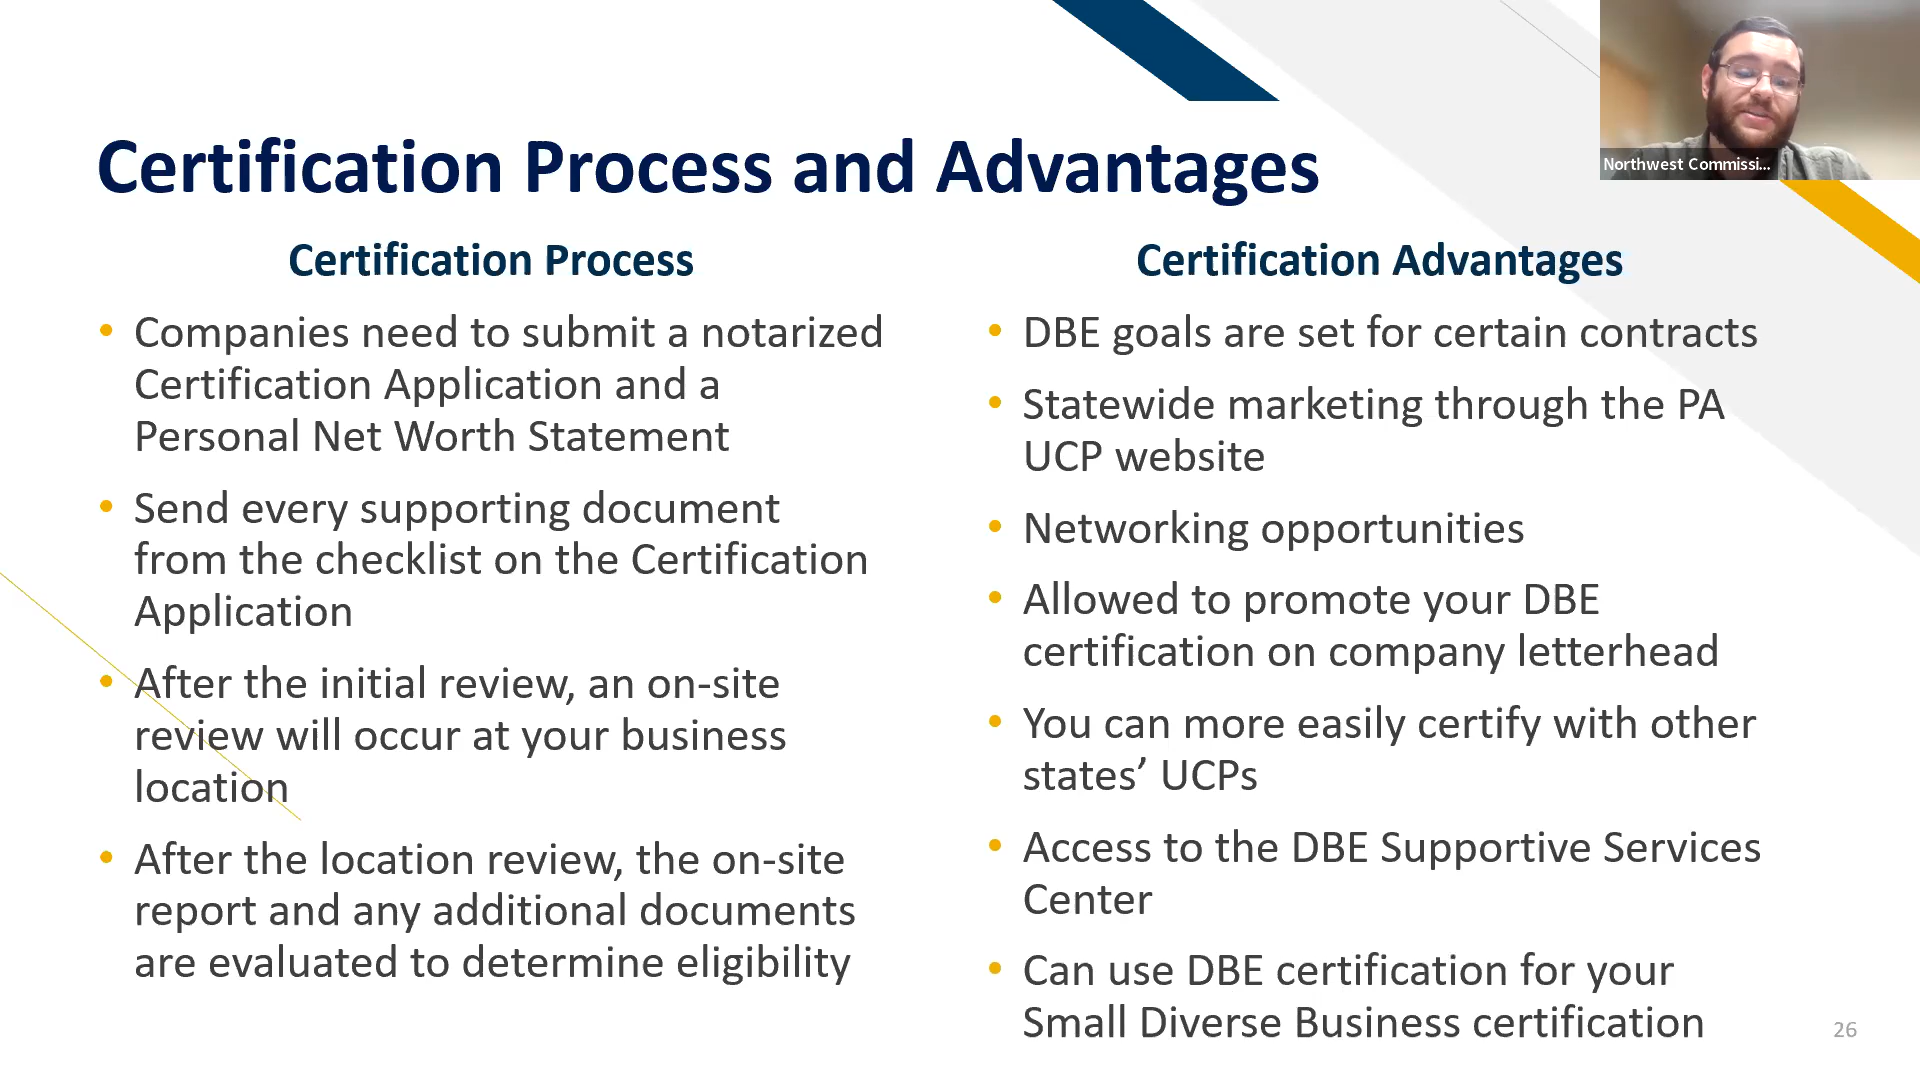 Certification Process and Advantages
Certification Process
• Companies need to submit a notarized
Certification Application and a
Personal Net Worth Statement
• Send every supporting document
from the checklist on the Certification
Application
• After the initial review, an on-site
review will occur at your business
location
• After the location review, the on-site
report and any additional documents
are evaluated to determine eligibility
Certification Advantages
• DBE goals are set for certain contracts
• Statewide marketing through the PA
UCP website
• Networking opportunities
• Allowed to promote your DBE
certification on company letterhead
• You can more easily certify with other
states’ UCPs
• Access to the DBE Supportive Services
Center
• Can use DBE certification for your
Small Diverse Business certification
Northwest Commissi...
26